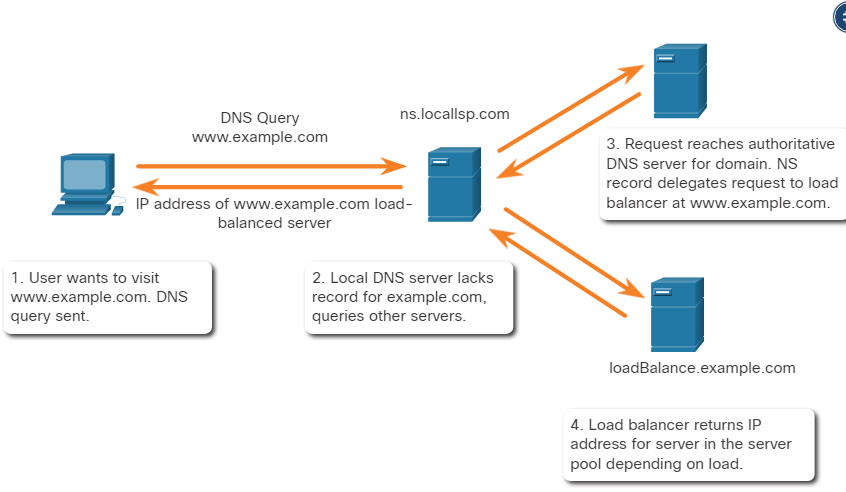 DNS Query
www.example.com
ns.locallsp.com
IP address of www.example.com load-
balanced server
1. User wants to visit
www.example.com. DNS
query sent.
2. Local DNS server lacks
record for example.com,
queries other servers.
3. Request reaches authoritative
DNS server for domain. NS
record delegates request to load
balancer at www.example.com.
loadBalance.example.com
4. Load balancer returns IP
address for server in the server
pool depending on load.